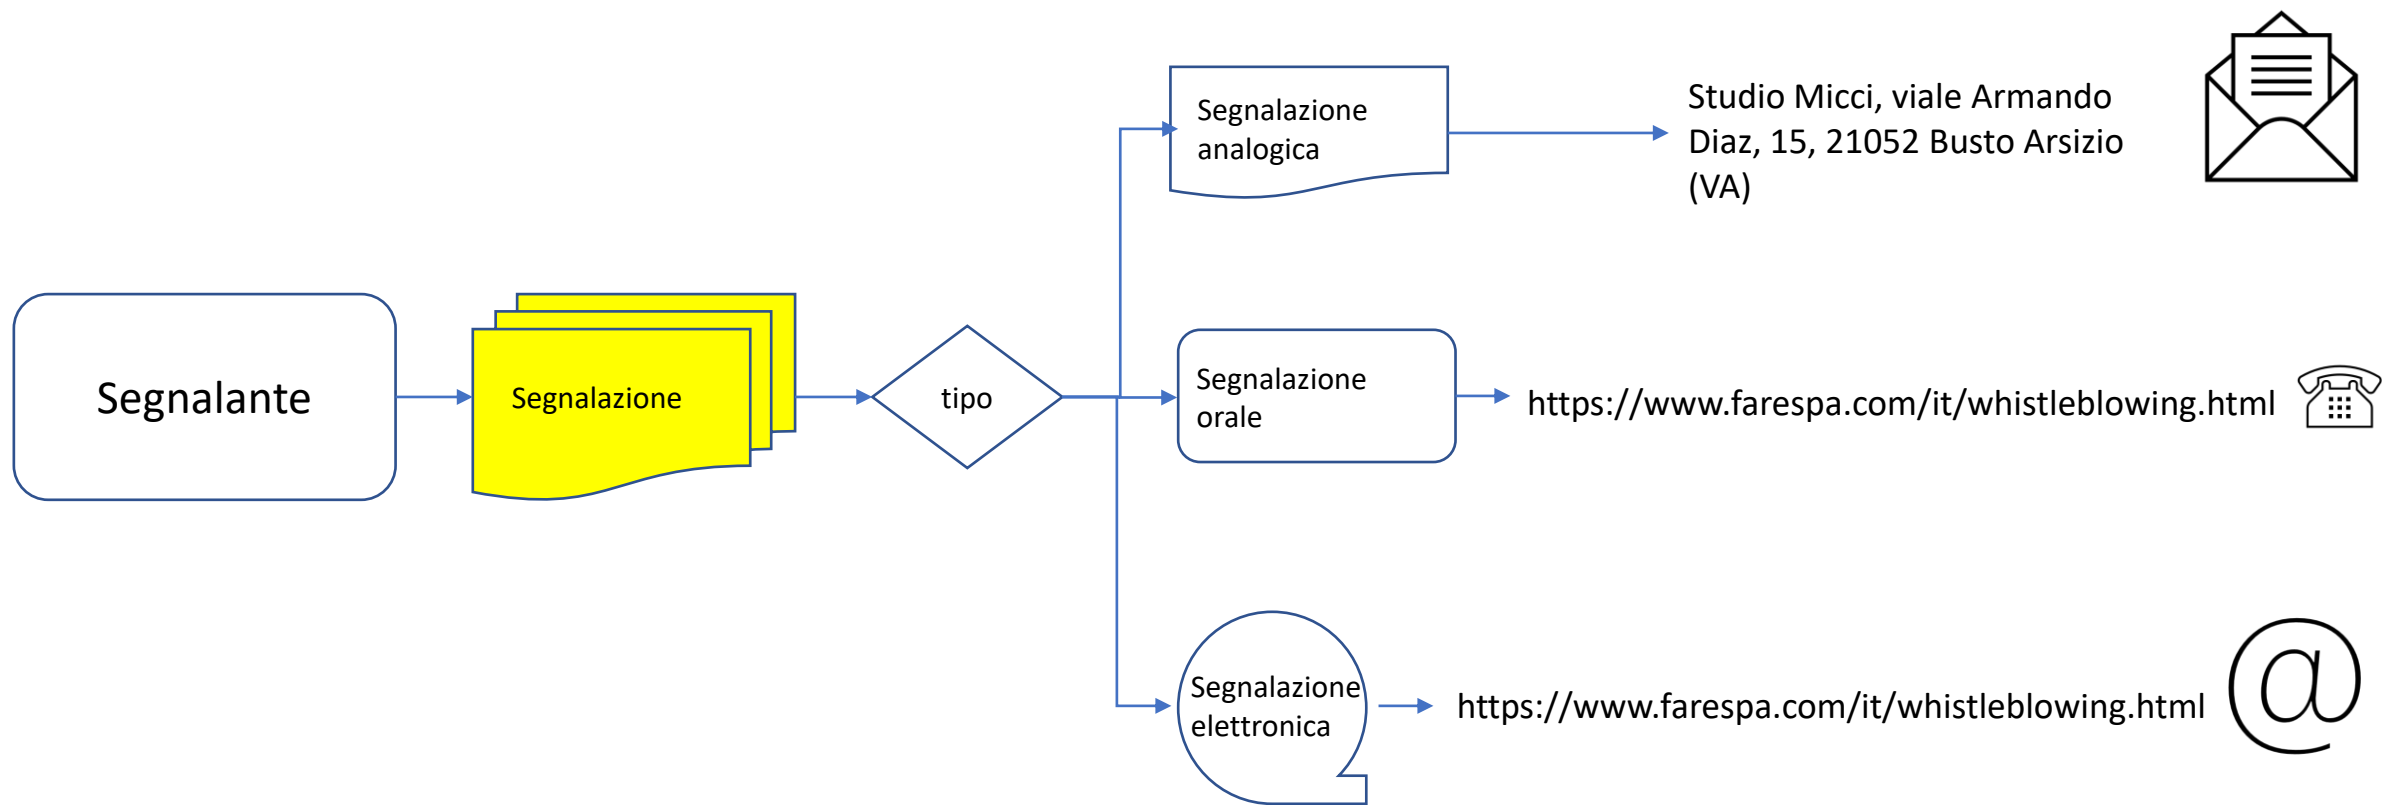 Segnalante
Segnalazione
tipo
Segnalazione
analogica
Studio Micci, viale Armando
Diaz, 15, 21052 Busto Arsizio
(VA)
Segnalazione
orale
https://www.farespa.com/it/whistleblowing.html
Segnalazione
elettronica
https://www.farespa.com/it/whistleblowing.html
@